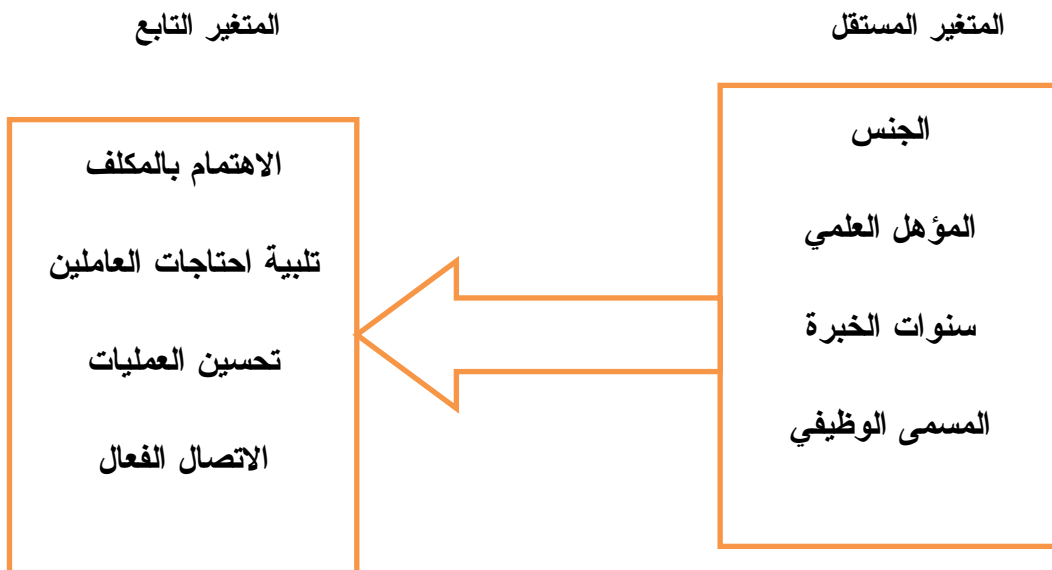 المتغير المستقل
المتغير التابع
الجنس
المؤهل العلمي
سنوات الخبرة
المسمى الوظيفي
الاهتمام بالمكلف
تلبية احتاجات العاملين
تحسين العمليات
الاتصال الفعال